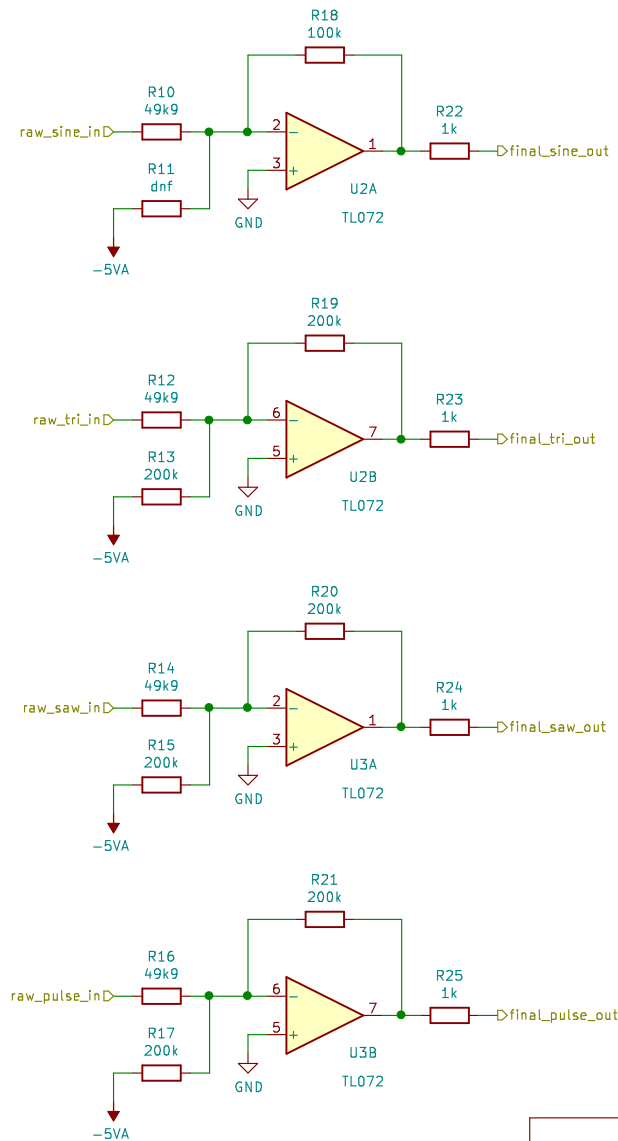 R18
100k
R10
49k9
raw_sine_in
2
−
1
3
+
R22
1k
final_sine_out
R11
dnf
U2A
GND
TL072
−5VA
R19
200k
R12
49k9
raw_tri_in
6
−
7
5
+
R23
1k
final_tri_out
R13
200k
U2B
GND
TL072
−5VA
R20
200k
R14
49k9
raw_saw_in
2
−
1
3
+
R24
1k
final_saw_out
R15
200k
U3A
GND
TL072
−5VA
R21
200k
R16
49k9
raw_pulse_in
6
−
7
5
+
R25
1k
final_pulse_out
R17
200k
U3B
GND
TL072
−5VA